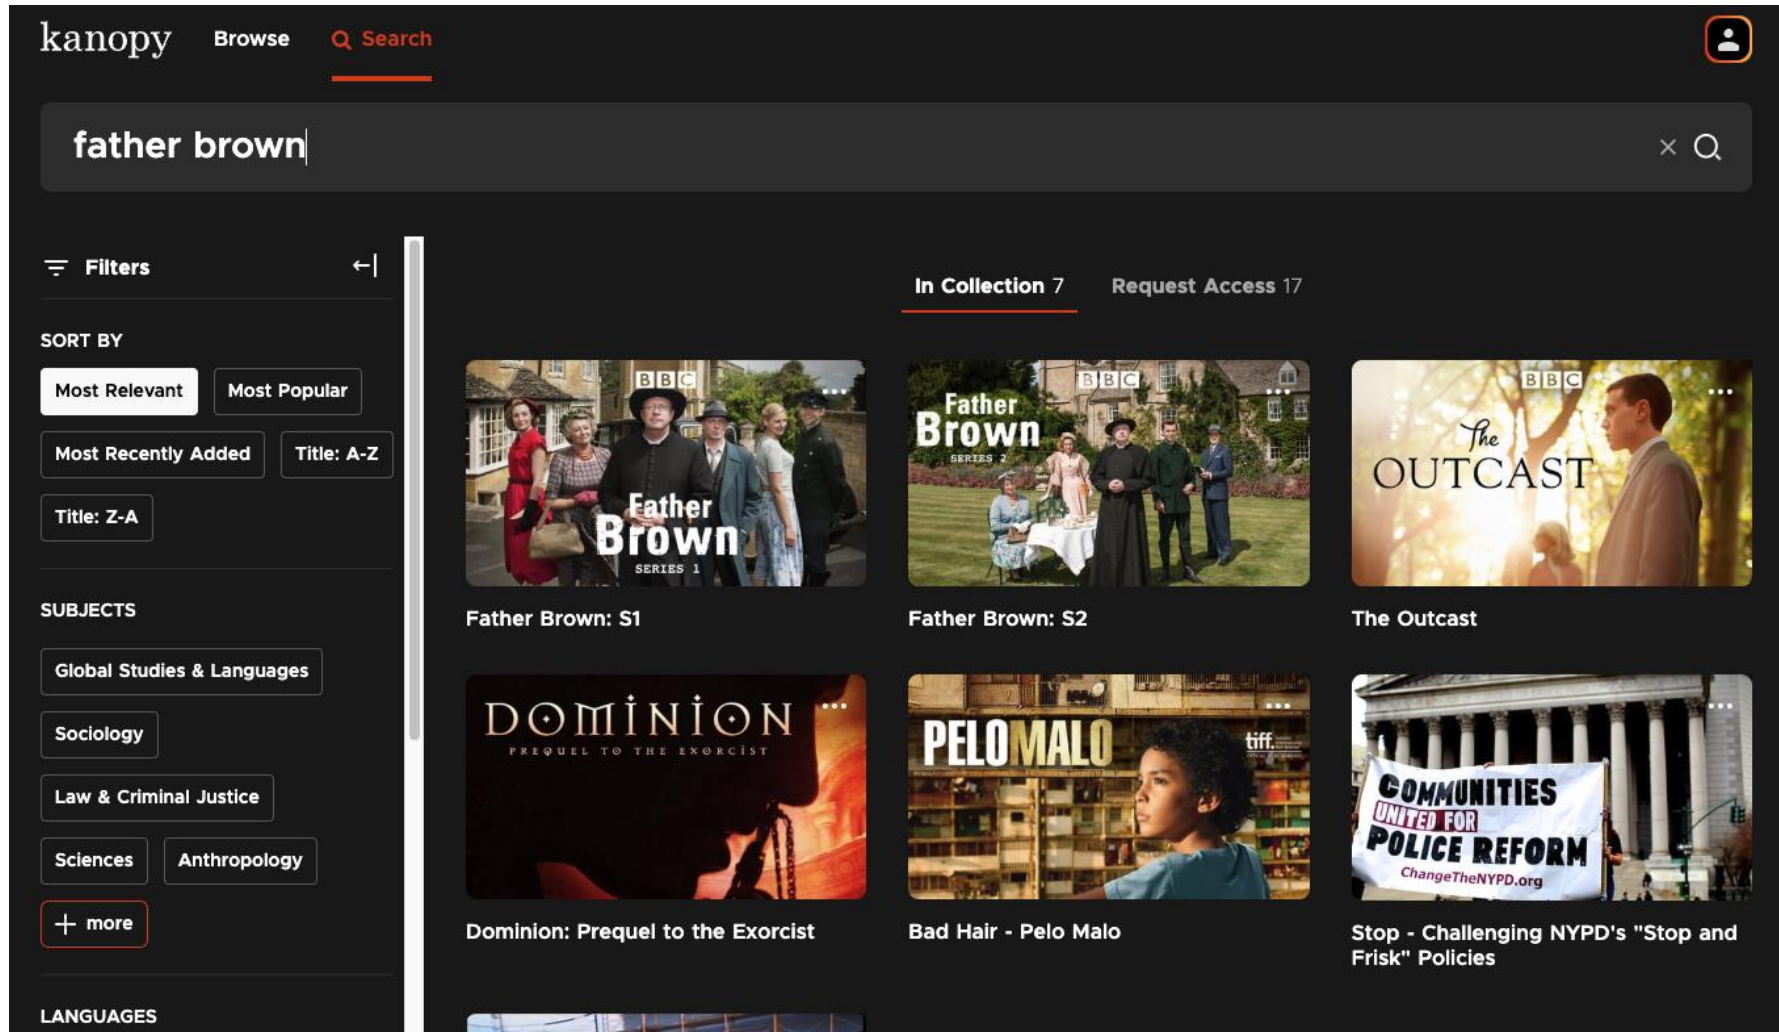 kanopy
Browse
Search
father brown
Filters
SORT BY
Most Relevant
Most Popular
Most Recently Added
Title: A-Z
Title: Z-A
SUBJECTS
Global Studies & Languages
Sociology
Law & Criminal Justice
Sciences
Anthropology
+ more
LANGUAGES
In Collection 7
Request Access 17
BBC
Father
Brown
SERIES 1
Father Brown: S1
BBC
Father
Brown
SERIES 2
Father Brown: S2
BBC
The
OUTCAST
The Outcast
DOMINION
PREQUEL TO THE EXORCIST
Dominion: Prequel to the Exorcist
PELO MALO
tiff.
Bad Hair - Pelo Malo
COMMUNITIES
UNITED FOR
POLICE REFORM
ChangeTheNYPD.org
Stop - Challenging NYPD's "Stop and
Frisk" Policies